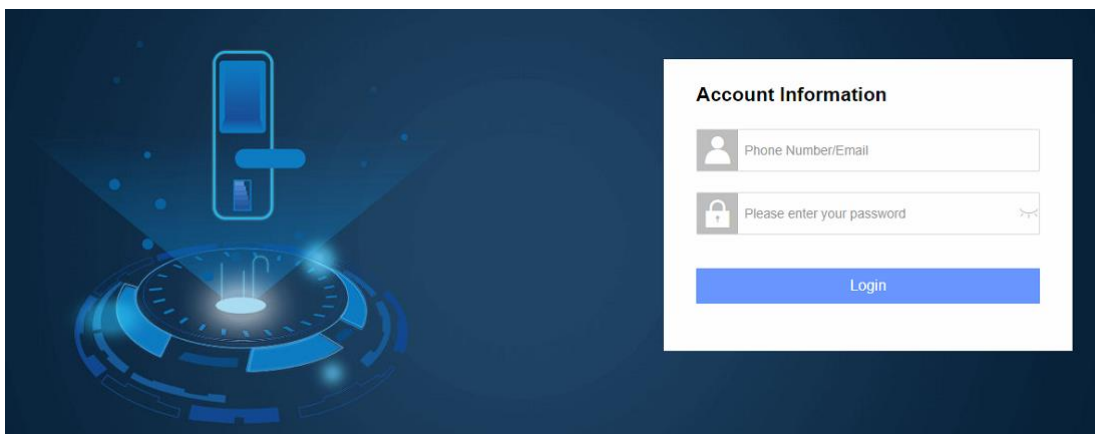 Account Information
Phone Number/Email
Please enter your password
Login